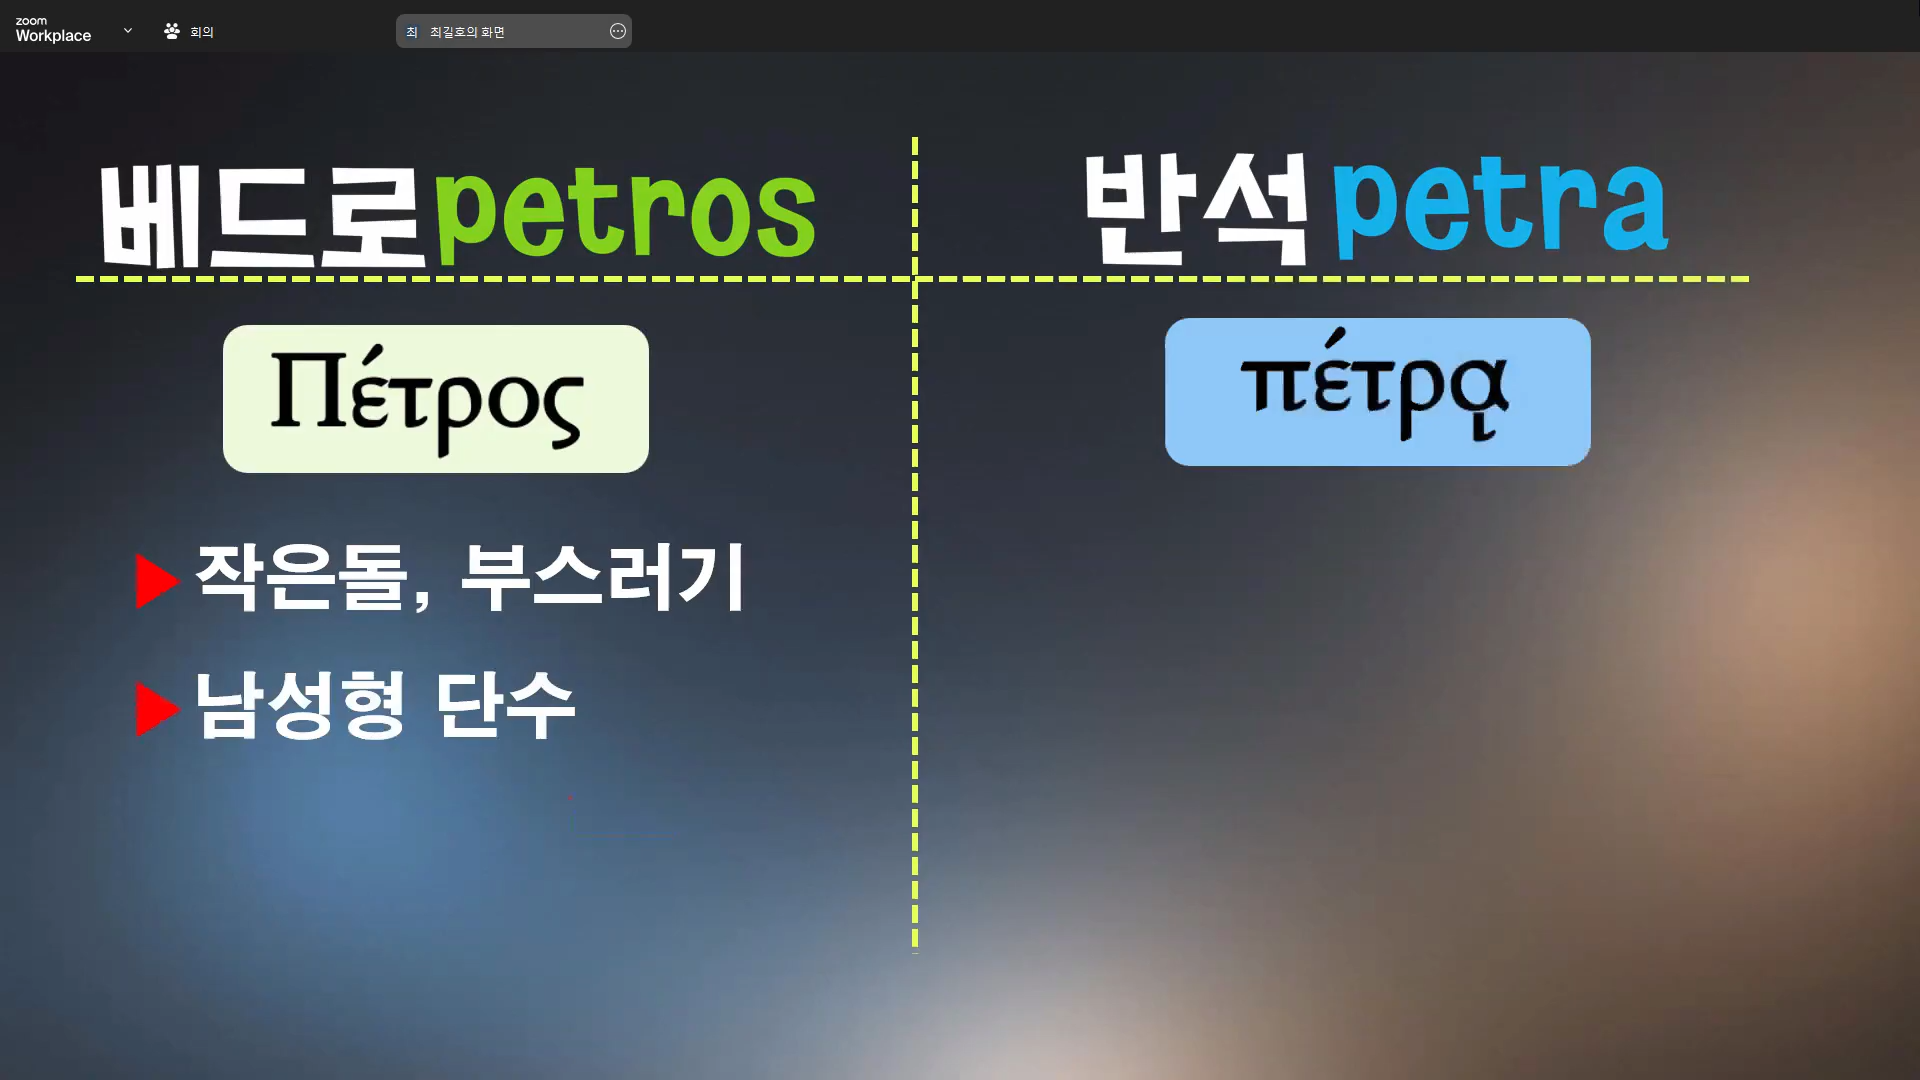 zoom
Workplace
회의
최 최길호의 화면
베드로petros
반석petra
Πέτρος
πέτρᾳ
작은돌, 부스러기
남성형 단수